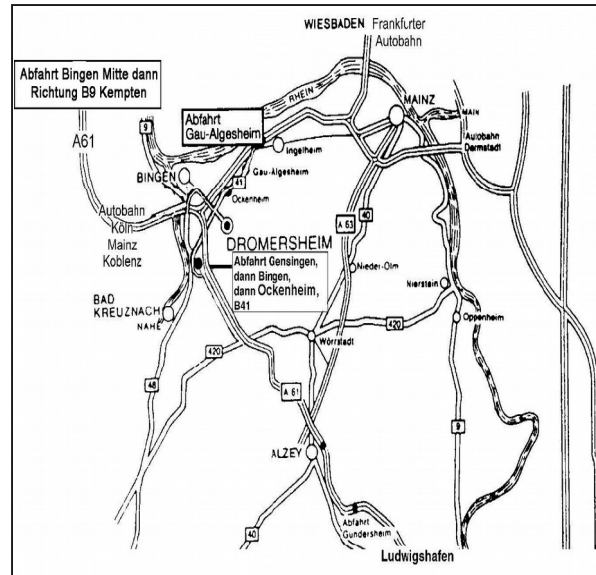 WIESBADEN Frankfurter
Autobahn
Abfahrt Bingen Mitte dann
Richtung B9 Kempten
RHEIN
MAINZ
MAIN
A61
9
Abfahrt
Gau-Algesheim
Autobahn
Darmstadt
Ingelheim
BINGEN
Gau-Algesheim
41
Ockenheim
Autobahn
Köln
Mainz
Koblenz
A 63
40
DROMERSHEIM
Abfahrt Gensingen,
dann Bingen,
dann Ockenheim,
B41
Nieder-Olm
Nierstein
BAD
KREUZNACH
NAHE
Oppenheim
420
420
Wörrstadt
48
A 61
9
ALZEY
Abfahrt
Gundersheim
40
Ludwigshafen